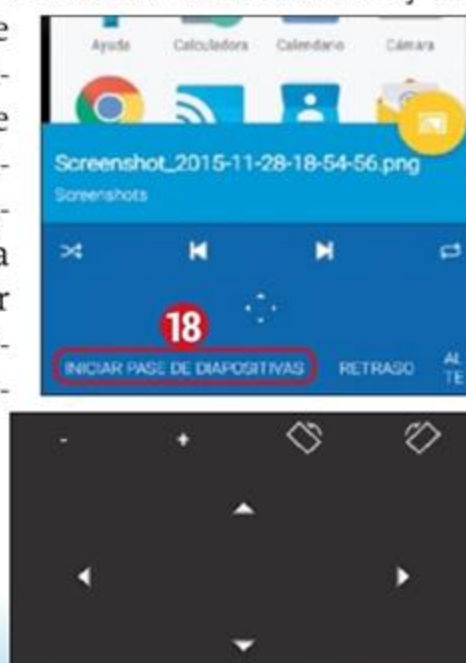 e
-
e
-
-
a
r
-
-
Ayuda Calculadora Calendario Cámara
Screenshot_2015-11-28-18-54-56.png
Screenshots
18
INICIAR PASE DE DIAPOSITIVAS RETRASO AL
TE
- +